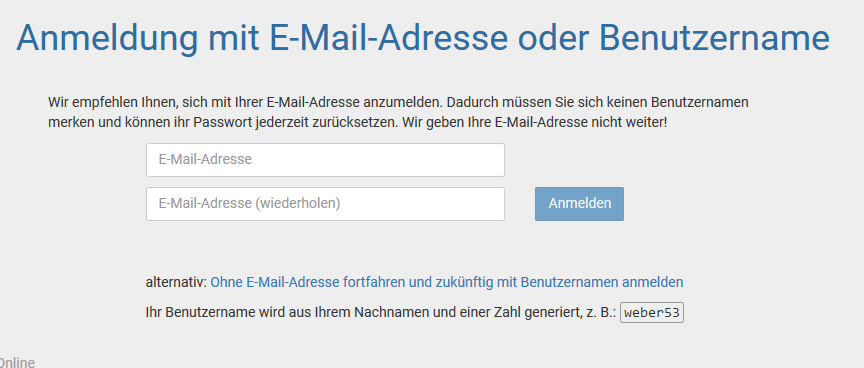 Anmeldung mit E-Mail-Adresse oder Benutzername
Wir empfehlen Ihnen, sich mit Ihrer E-Mail-Adresse anzumelden. Dadurch müssen Sie sich keinen Benutzernamen
merken und können ihr Passwort jederzeit zurücksetzen. Wir geben Ihre E-Mail-Adresse nicht weiter!
E-Mail-Adresse
E-Mail-Adresse (wiederholen) Anmelden
alternativ: Ohne E-Mail-Adresse fortfahren und zukünftig mit Benutzernamen anmelden
Ihr Benutzername wird aus Ihrem Nachnamen und einer Zahl generiert, z. B.: weber53
Online